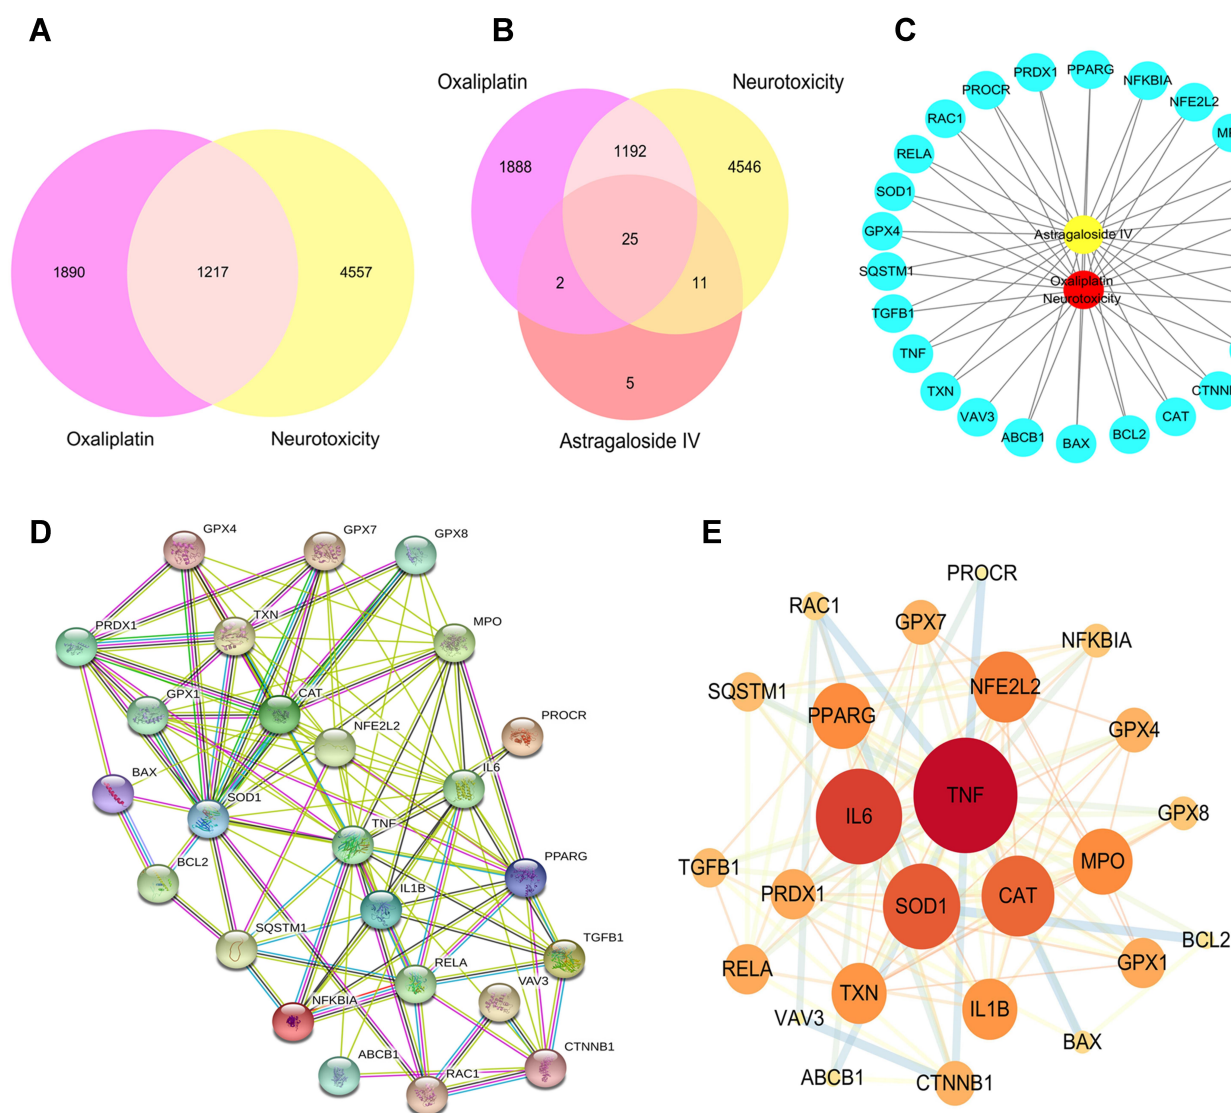 A
B
C
Oxaliplatin
Neurotoxicity
1890
1217
4557
Oxaliplatin
Neurotoxicity
1888
1192
4546
25
2
11
5
Astragaloside IV
PRDX1
PPARG
NFKBIA
PROCR
NFE2L2
RAC1
RELA
SOD1
GPX4
Astragaloside IV
SQSTM1
Oxaliplatin
Neurotoxicity
TGFB1
TNF
TXN
VAV3
CAT
ABCB1
BAX
BCL2
D
GPX4
GPX7
GPX8
TXN
PRDX1
MPO
GPX1
CAT
NFE2L2
PROCR
BAX
SOD1
IL6
TNF
BCL2
PPARG
IL1B
SQSTM1
TGFB1
RELA
VAV3
NFKBIA
ABCB1
CTNNB1
RAC1
E
PROCR
RAC1
GPX7
NFKBIA
SQSTM1
NFE2L2
PPARG
GPX4
TNF
IL6
GPX8
TGFB1
PRDX1
SOD1
CAT
MPO
BCL2
RELA
GPX1
TXN
IL1B
VAV3
BAX
ABCB1
CTNNB1